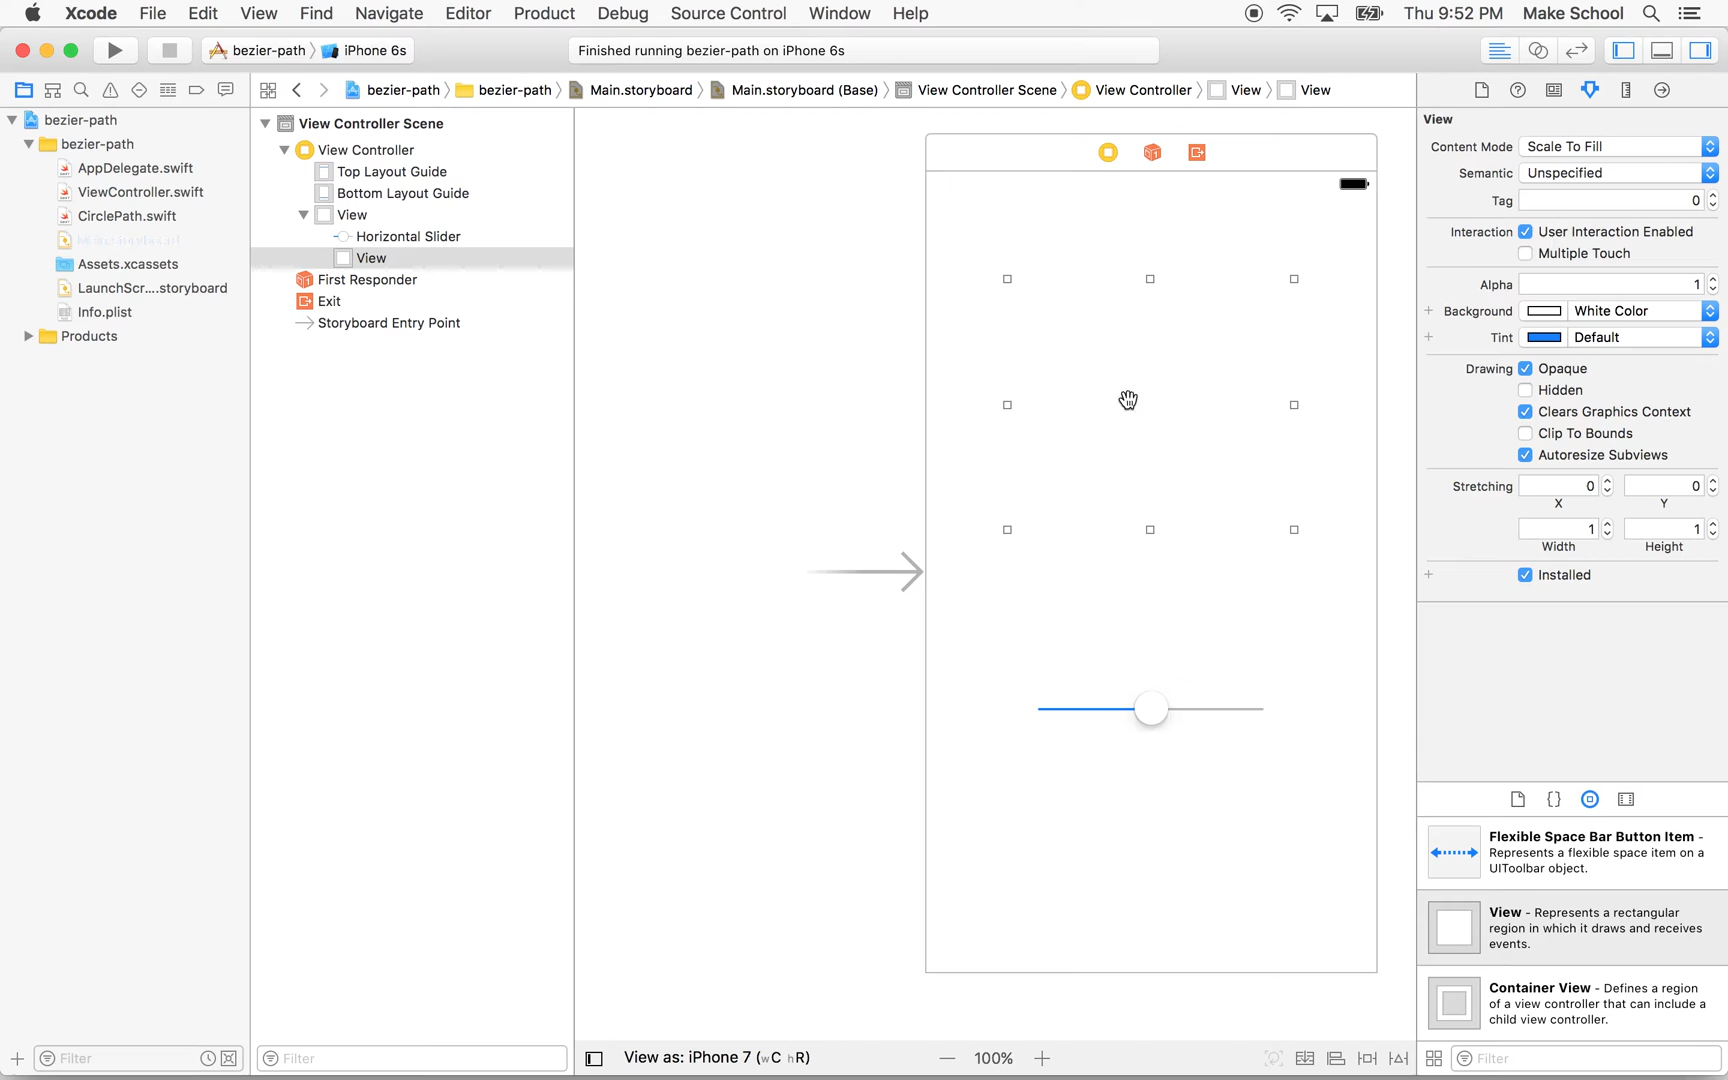 Xcode File Edit View Find Navigate Editor Product Debug Source Control Window Help Thu 9:52 PM Make School
bezier-path iPhone 6s Finished running bezier-path on iPhone 6s
bezier-path bezier-path Main.storyboard Main.storyboard (Base) View Controller Scene View Controller View View
bezier-path
bezier-path
AppDelegate.swift
ViewController.swift
CirclePath.swift
Main.storyboard
Assets.xcassets
LaunchScr....storyboard
Info.plist
Products
Filter
View Controller Scene
View Controller
Top Layout Guide
Bottom Layout Guide
View
Horizontal Slider
View
First Responder
Exit
Storyboard Entry Point
Filter
View as: iPhone 7 (wC hR) 100%
View
Content Mode Scale To Fill
Semantic Unspecified
Tag 0
Interaction User Interaction Enabled
Multiple Touch
Alpha 1
Background White Color
Tint Default
Drawing Opaque
Hidden
Clears Graphics Context
Clip To Bounds
Autoresize Subviews
Stretching 0 0
X Y
1 1
Width Height
Installed
Flexible Space Bar Button Item -
Represents a flexible space item on a
UIToolbar object.
View - Represents a rectangular
region in which it draws and receives
events.
Container View - Defines a region
of a view controller that can include a
child view controller.
Filter